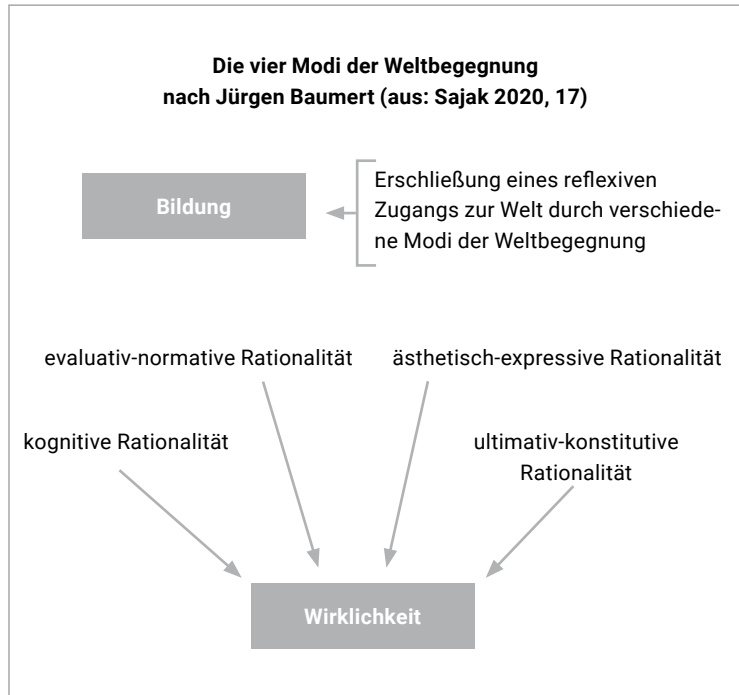 Die vier Modi der Weltbegegnung
nach Jürgen Baumert (aus: Sajak 2020, 17)
Bildung
Erschließung eines reflexiven
Zugangs zur Welt durch verschiede-
ne Modi der Weltbegegnung
evaluativ-normative Rationalität
ästhetisch-expressive Rationalität
kognitive Rationalität
ultimativ-konstitutive
Rationalität
Wirklichkeit